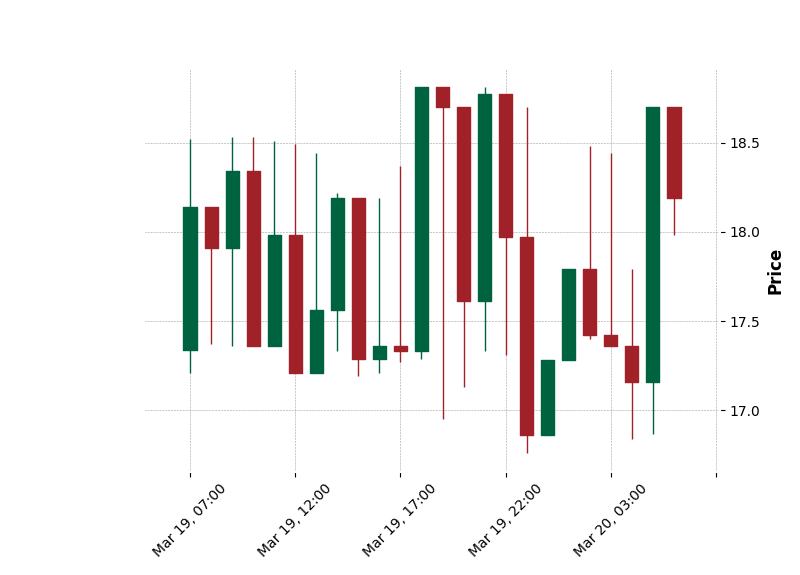 18.5
18.0
17.5
17.0
Price
Mar 19, 07:00
Mar 19, 12:00
Mar 19, 17:00
Mar 19, 22:00
Mar 20, 03:00